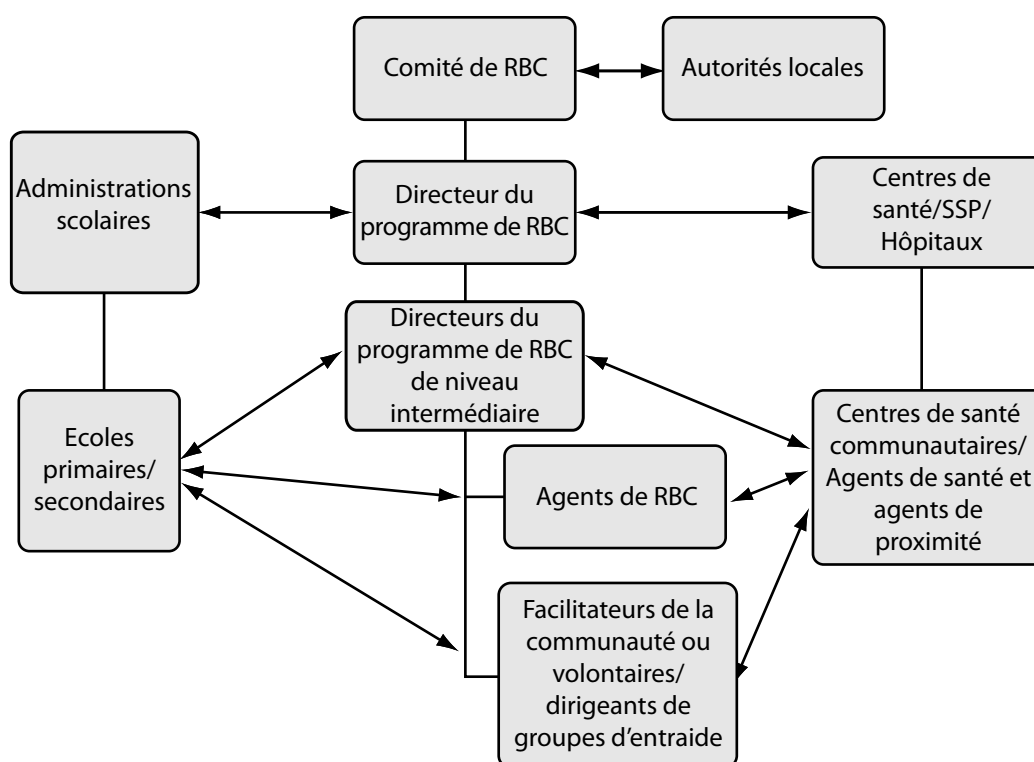 Comité de RBC
Autorités locales
Administrations
scolaires
Directeur du
programme de RBC
Centres de
santé/SSP/
Hôpitaux
Directeurs du
programme de RBC
de niveau
intermédiaire
Ecoles
primaires/
secondaires
Agents de RBC
Centres de santé
communautaires/
Agents de santé et
agents de
proximité
Facilitateurs de la
communauté ou
volontaires/
dirigeants de
groupes d’entraide